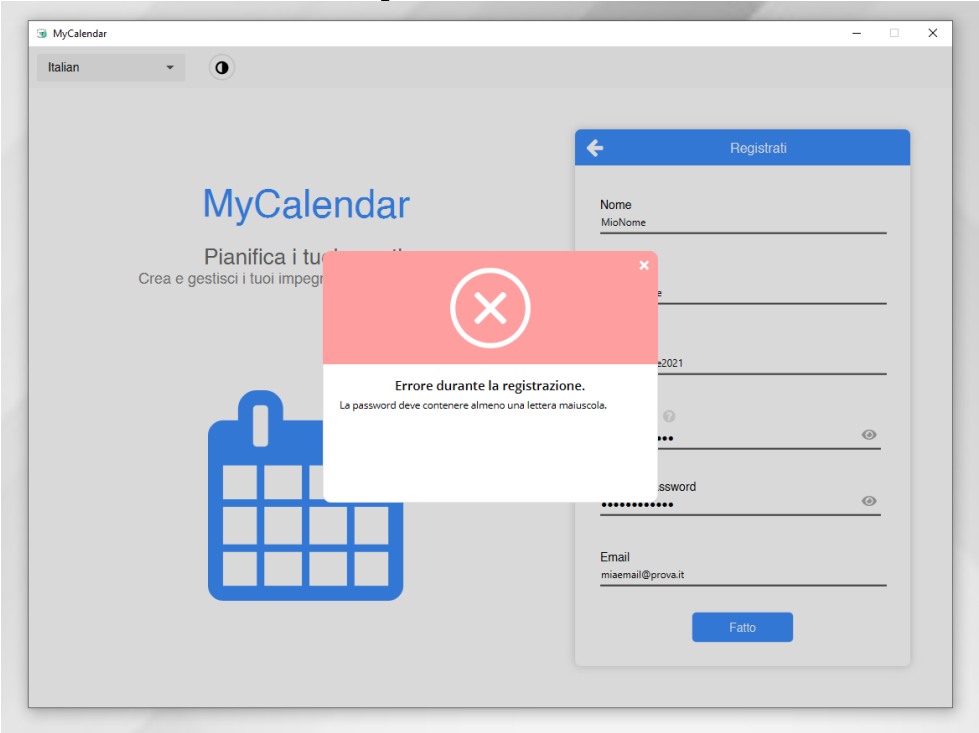 MyCalendar
Italian
Registrati
MyCalendar
Pianifica i tu
Crea e gestisci i tuoi impegn
Nome
MioNome
e2021
ssword
Email
miaemail@prova.it
Fatto
Errore durante la registrazione.
La password deve contenere almeno una lettera maiuscola.